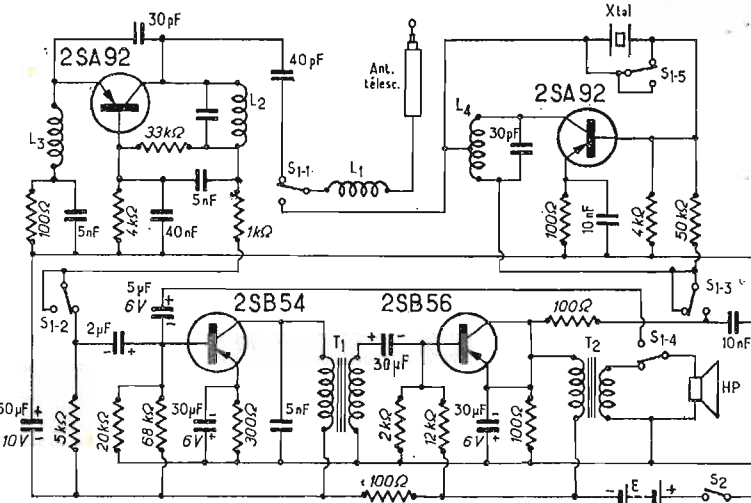 30pF
2SA92
40pF
Ant.
télesc.
Xtal
S1-5
2SA92
L3
L2
33kΩ
L4
30pF
S1-1
L1
5nF
100Ω
5nF
4kΩ
40nF
1kΩ
100Ω
10nF
4kΩ
50kΩ
S1-2
5µF
6V
2SB54
2SB56
100Ω
S1-3
2µF
T1
30µF
T2
S1-4
10nF
HP
50µF
10V
5kΩ
20kΩ
68kΩ
30µF
6V
300Ω
5nF
2kΩ
12kΩ
30µF
6V
100Ω
100Ω
E
S2